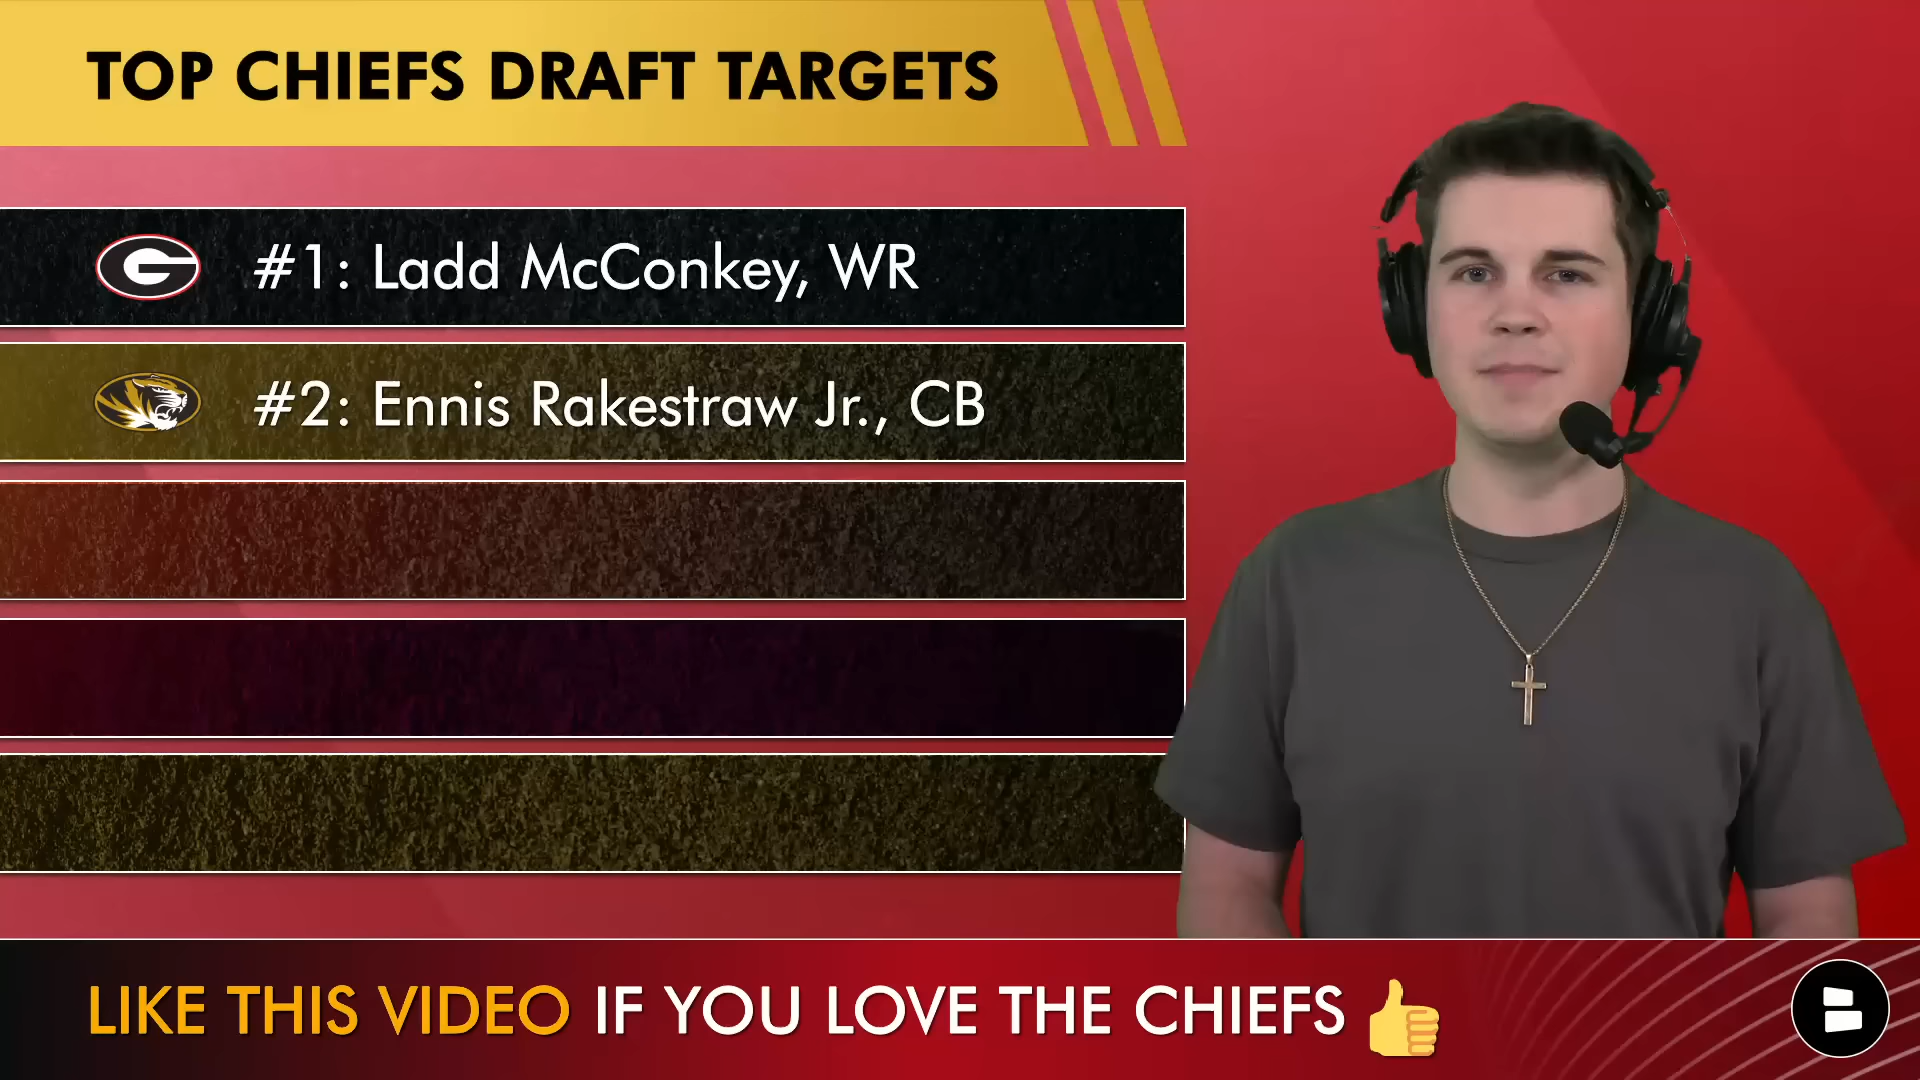 TOP CHIEFS DRAFT TARGETS
G #1: Ladd McConkey, WR
#2: Ennis Rakestraw Jr., CB
LIKE THIS VIDEO IF YOU LOVE THE CHIEFS 👍